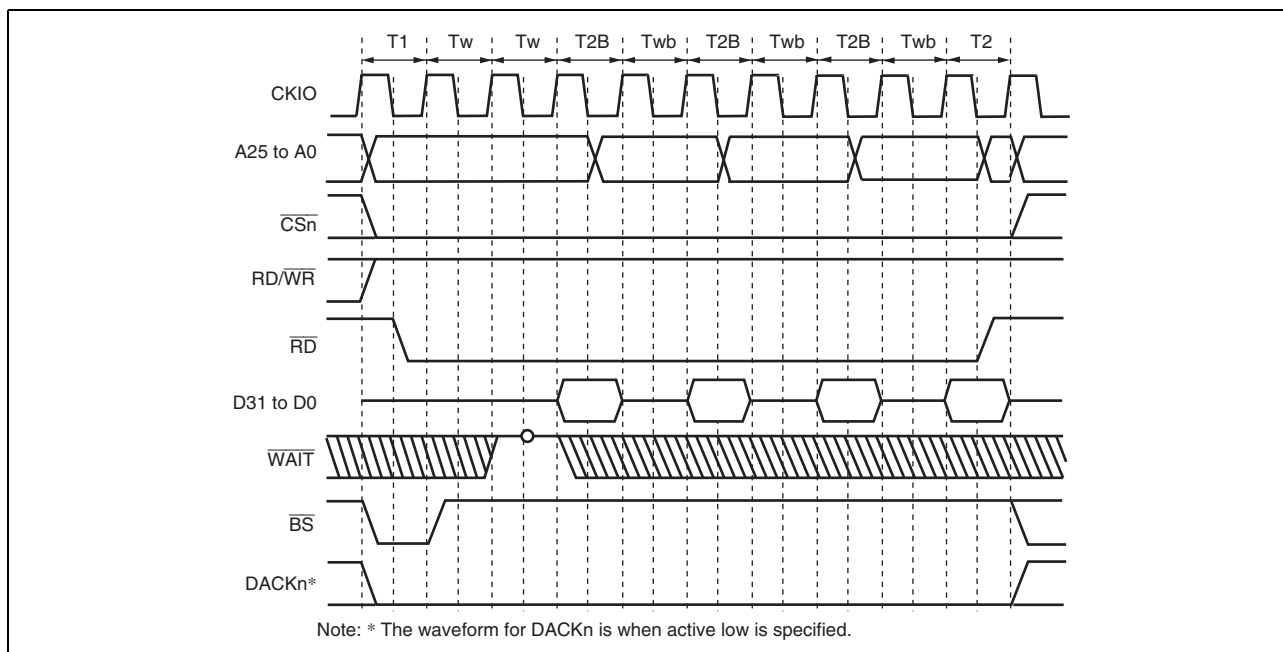 T1 Tw Tw T2B Twb T2B Twb T2B Twb T2
CKIO
A25 to A0
CSn
RD/WR
RD
D31 to D0
WAIT
BS
DACKn*
Note: * The waveform for DACKn is when active low is specified.